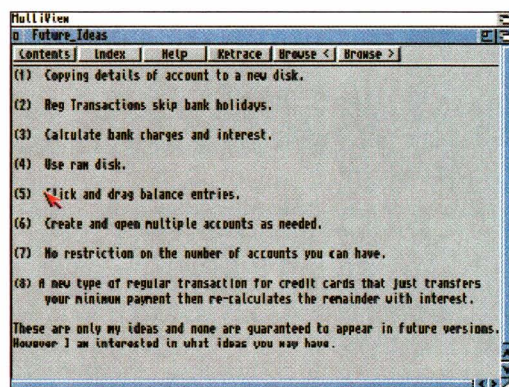 MultiView
Future_Ideas
Contents Index Help Retrace Browse < Browse >
(1) Copying details of account to a new disk.
(2) Reg Transactions skip bank holidays.
(3) Calculate bank charges and interest.
(4) Use ram disk.
(5) Click and drag balance entries.
(6) Create and open multiple accounts as needed.
(7) No restriction on the number of accounts you can have.
(8) A new type of regular transaction for credit cards that just transfers
your minimum payment then re-calculates the remainder with interest.
These are only my ideas and none are guaranteed to appear in future versions.
However I am interested in what ideas you may have.